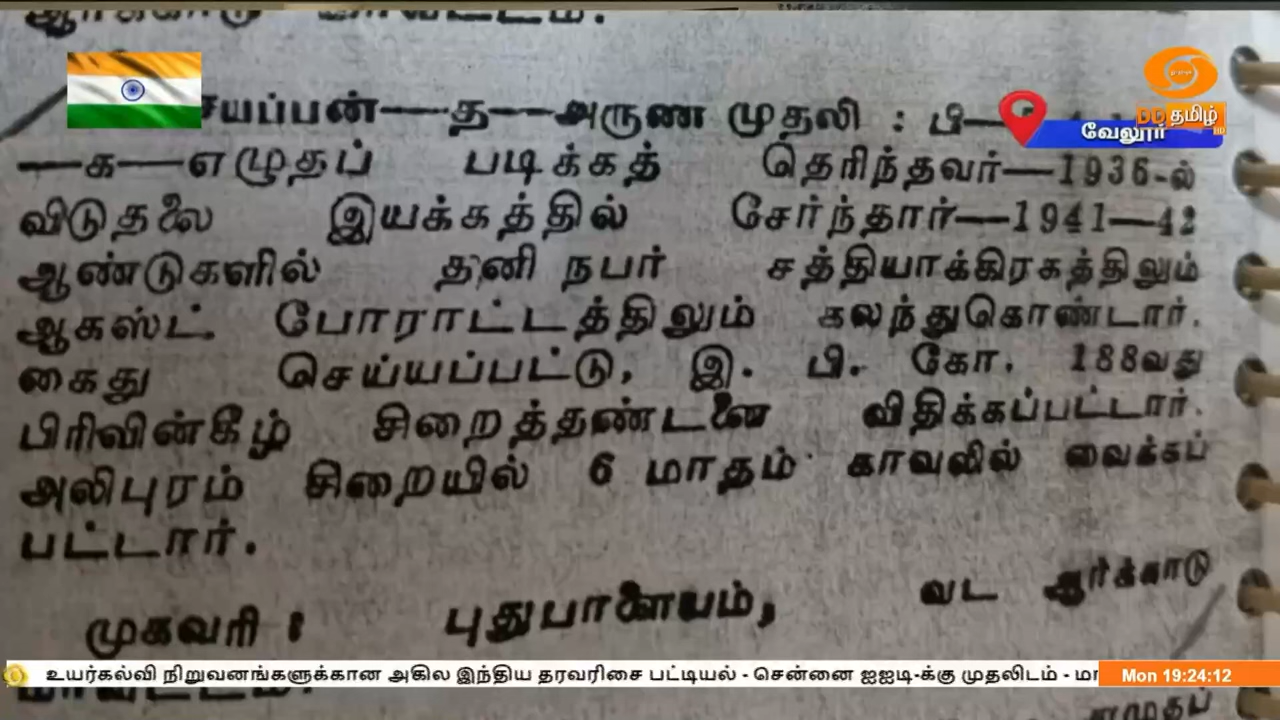 யப்பன்—த—அருண முதலி : பி—
—க—எழுதப் படிக்கத் தெரிந்தவர்—1936-ல்
விடுதலை இயக்கத்தில் சேர்ந்தார்—1941—42
ஆண்டுகளில் தனி நபர் சத்தியாக்கிரகத்திலும்
ஆகஸ்ட் போராட்டத்திலும் கலந்துகொண்டார்.
கைது செய்யப்பட்டு, இ. பி. கோ. 188வது
பிரிவின்கீழ் சிறைத்தண்டனை விதிக்கப்பட்டார்.
அலிபுரம் சிறையில் 6 மாதம் காவலில் வைக்கப்
பட்டார்.
முகவரி : புதுபாளையம், வட ஆர்க்காடு
DD தமிழ் HD
வேலூர்
உயர்கல்வி நிறுவனங்களுக்கான அகில இந்திய தரவரிசை பட்டியல் - சென்னை ஐஐடி-க்கு முதலிடம் -
Mon 19:24:12